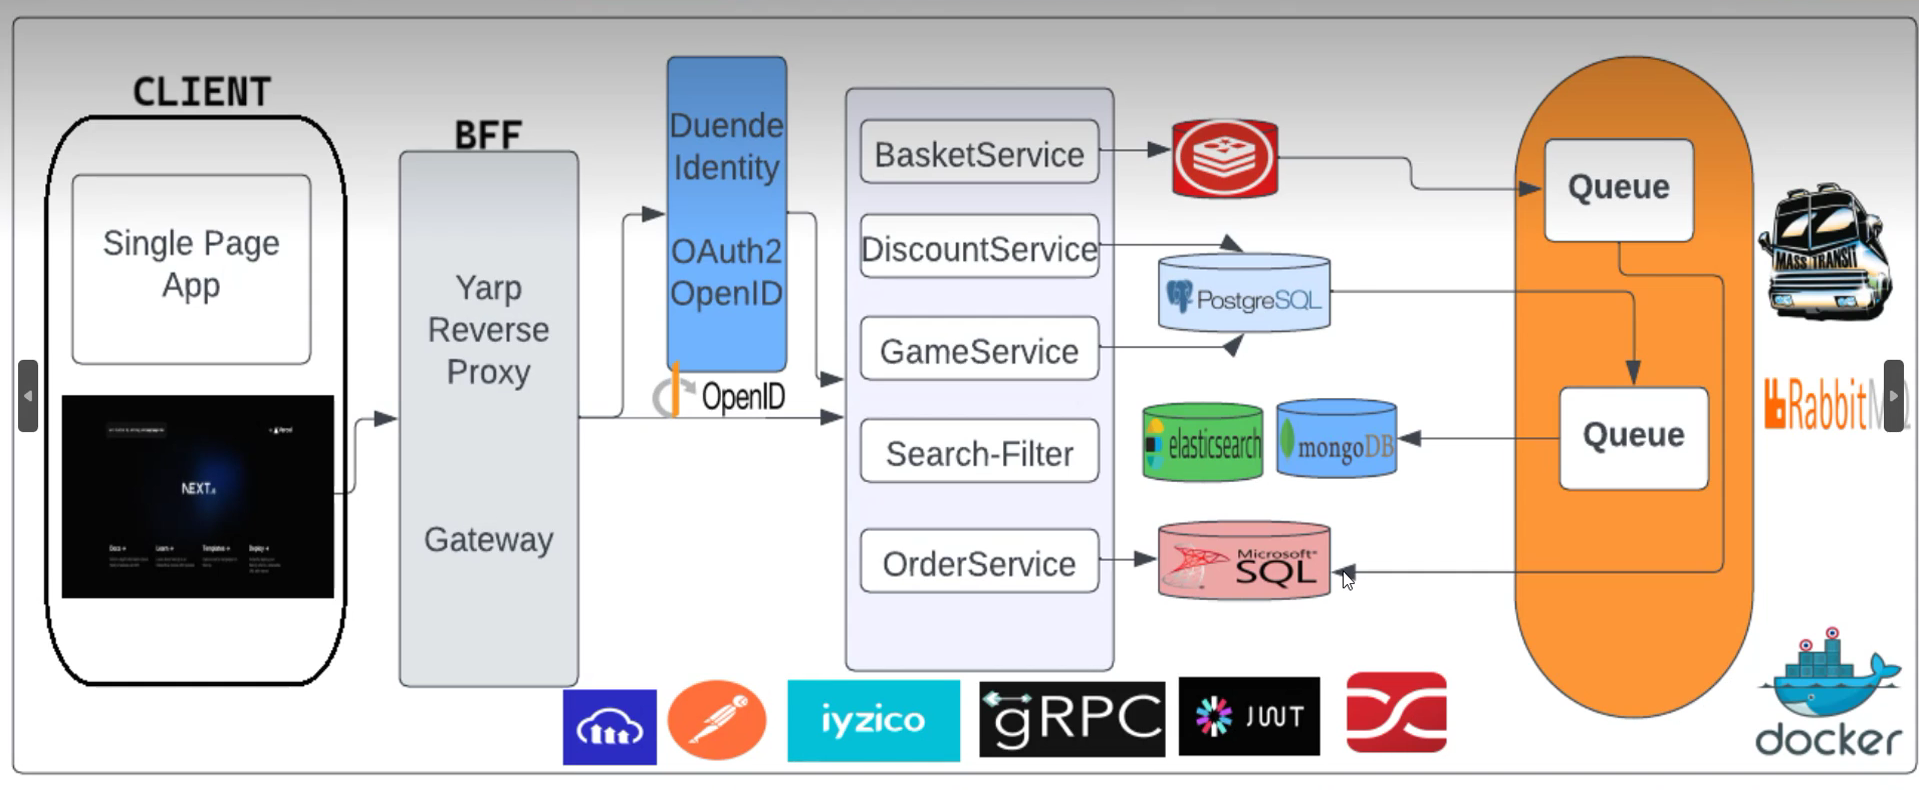 CLIENT
Single Page
App
NEXT
BFF
Yarp
Reverse
Proxy
Gateway
Duende
Identity
OAuth2
OpenID
OpenID
BasketService
DiscountService
GameService
Search-Filter
OrderService
PostgreSQL
elasticsearch
mongoDB
Microsoft
SQL
Queue
Queue
MASS TRANSIT
RabbitMQ
iyzico
gRPC
JWT
docker